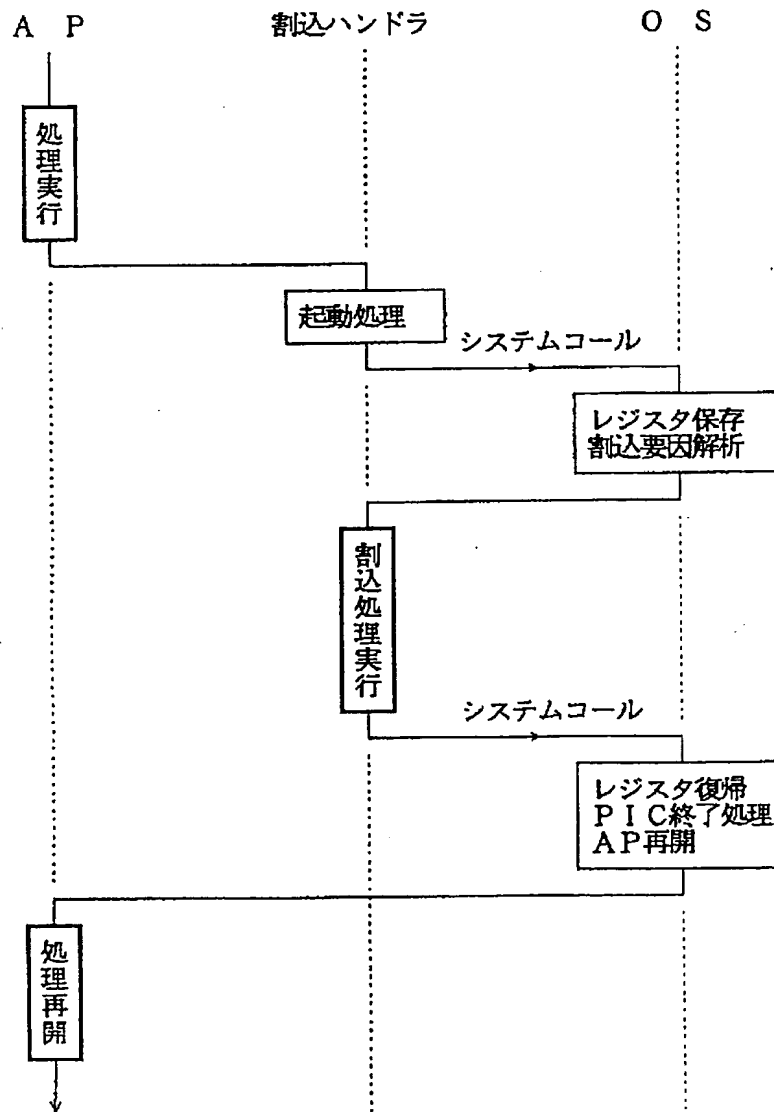 A P
割込ハンドラ
O S
処理実行
起動処理
システムコール
レジスタ保存
割込要因解析
割込処理実行
システムコール
レジスタ復帰
PIC終了処理
AP再開
処理再開